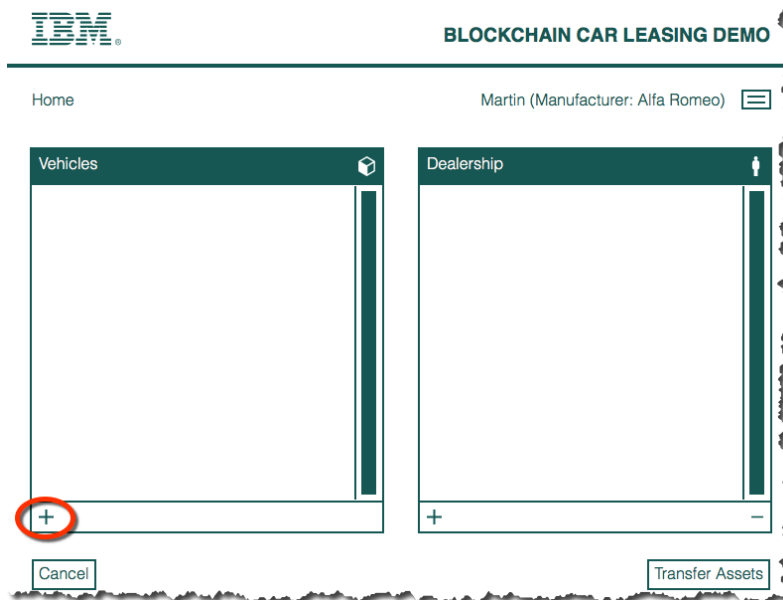 IBM®
BLOCKCHAIN CAR LEASING DEMO
Home
Martin (Manufacturer: Alfa Romeo)
Vehicles
Dealership
+
+ −
Cancel
Transfer Assets